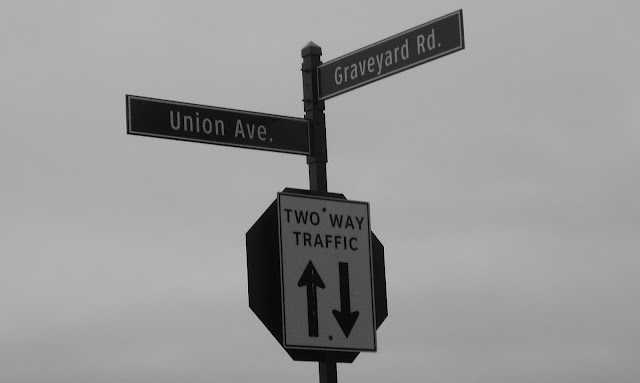 Graveyard Rd.
Union Ave.
TWO WAY
TRAFFIC